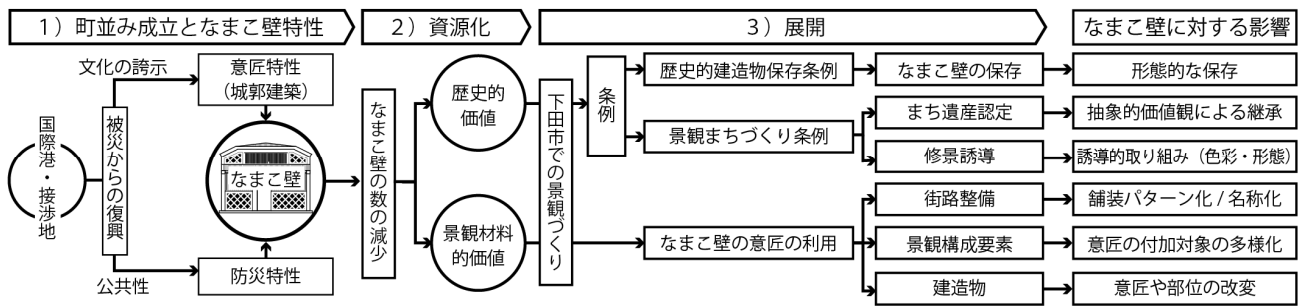 1）町並み成立となまこ壁特性
2）資源化
3）展開
なまこ壁に対する影響
国際港・接渉地
文化の誇示
被災からの復興
公共性
意匠特性
（城郭建築）
なまこ壁
防災特性
なまこ壁の数の減少
歴史的
価値
景観材料
的価値
下田市での景観づくり
条例
歴史的建造物保存条例
景観まちづくり条例
なまこ壁の意匠の利用
なまこ壁の保存
まち遺産認定
修景誘導
街路整備
景観構成要素
建造物
形態的な保存
抽象的価値観による継承
誘導的取り組み（色彩・形態）
舗装パターン化 / 名称化
意匠の付加対象の多様化
意匠や部位の改変